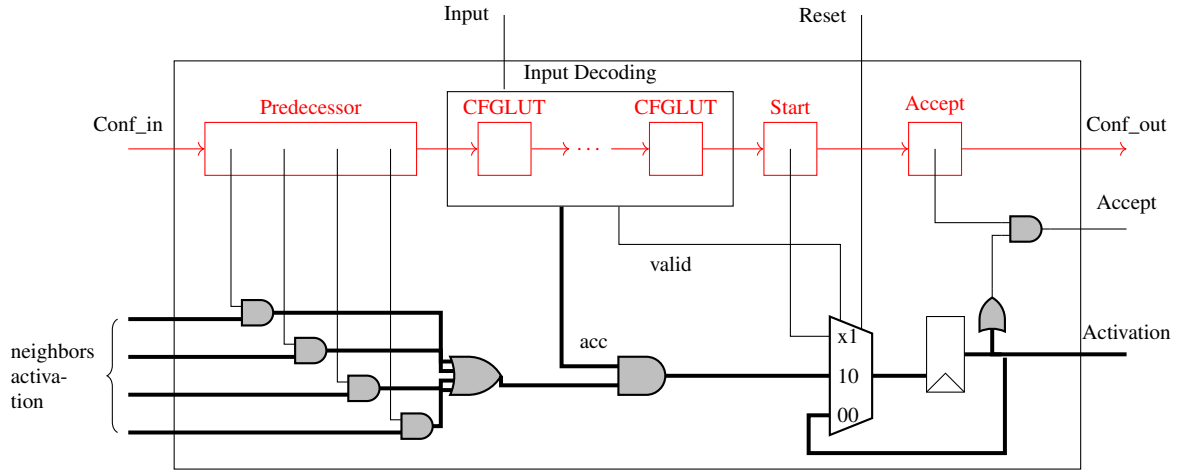 Input
Reset
Input Decoding
Predecessor
CFGLUT
CFGLUT
Start
Accept
Conf_in
...
Conf_out
Accept
valid
neighbors
activa-
tion
acc
x1
10
00
Activation